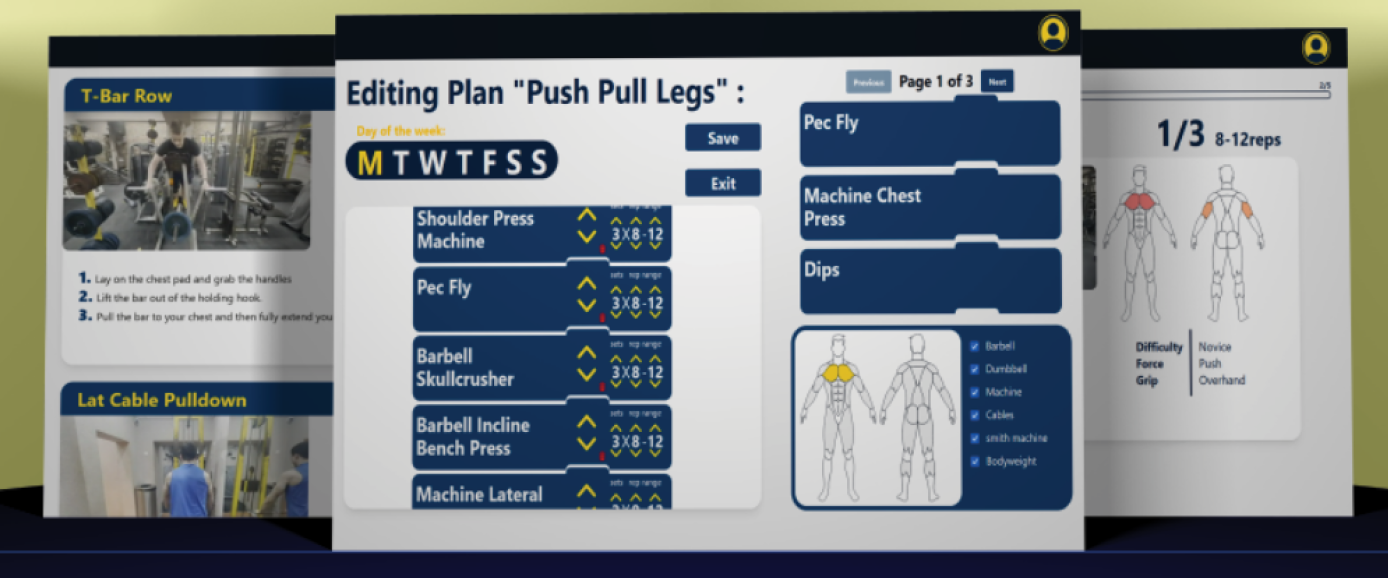 T-Bar Row
1. Lay on the chest pad and grab the handles
2. Lift the bar out of the holding hook.
3. Pull the bar to your chest and then fully extend you
Lat Cable Pulldown
Editing Plan "Push Pull Legs" :
Day of the week:
M T W T F S S
Save
Exit
Shoulder Press
Machine
sets rep range
3X8-12
Pec Fly
sets rep range
3X8-12
Barbell
Skullcrusher
sets rep range
3X8-12
Barbell Incline
Bench Press
sets rep range
3X8-12
Machine Lateral
sets rep range
3X8-12
Previous
Page 1 of 3
Next
Pec Fly
Machine Chest
Press
Dips
Barbell
Dumbbell
Machine
Cables
smith machine
Bodyweight
2/5
1/3 8-12reps
Difficulty Novice
Force Push
Grip Overhand